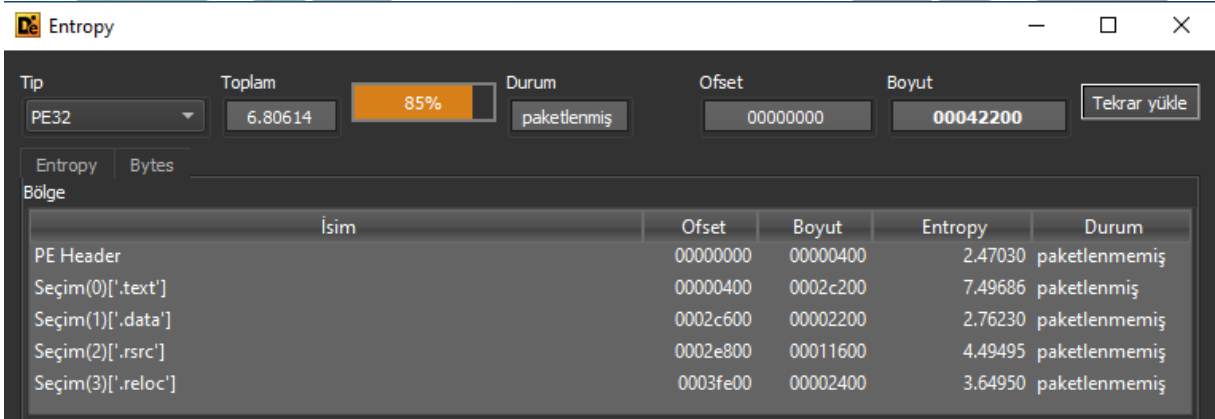 Entropy
Tip Toplam Durum Ofset Boyut
PE32 6.80614 85% paketlenmiş 00000000 00042200 Tekrar yükle
Entropy Bytes
Bölge
İsim Ofset Boyut Entropy Durum
PE Header 00000000 00000400 2.47030 paketlenmemiş
Seçim(0)['.text'] 00000400 0002c200 7.49686 paketlenmiş
Seçim(1)['.data'] 0002c600 00002200 2.76230 paketlenmemiş
Seçim(2)['.rsrc'] 0002e800 00011600 4.49495 paketlenmemiş
Seçim(3)['.reloc'] 0003fe00 00002400 3.64950 paketlenmemiş